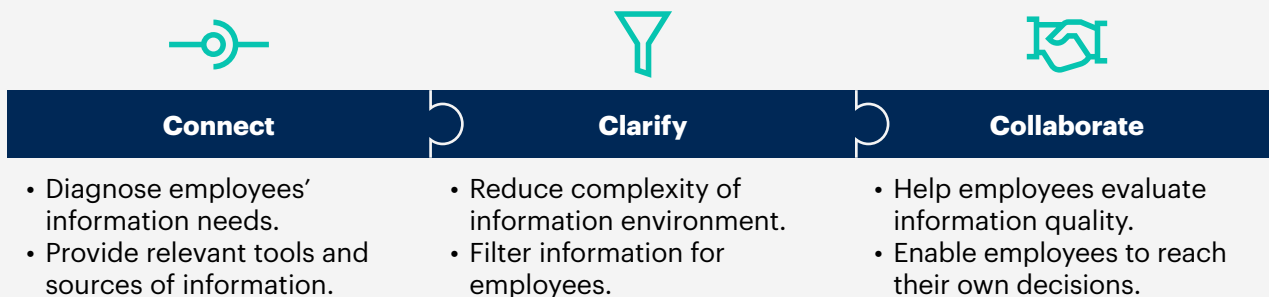 Connect
Clarify
Collaborate
• Diagnose employees’
information needs.
• Provide relevant tools and
sources of information.
• Reduce complexity of
information environment.
• Filter information for
employees.
• Help employees evaluate
information quality.
• Enable employees to reach
their own decisions.